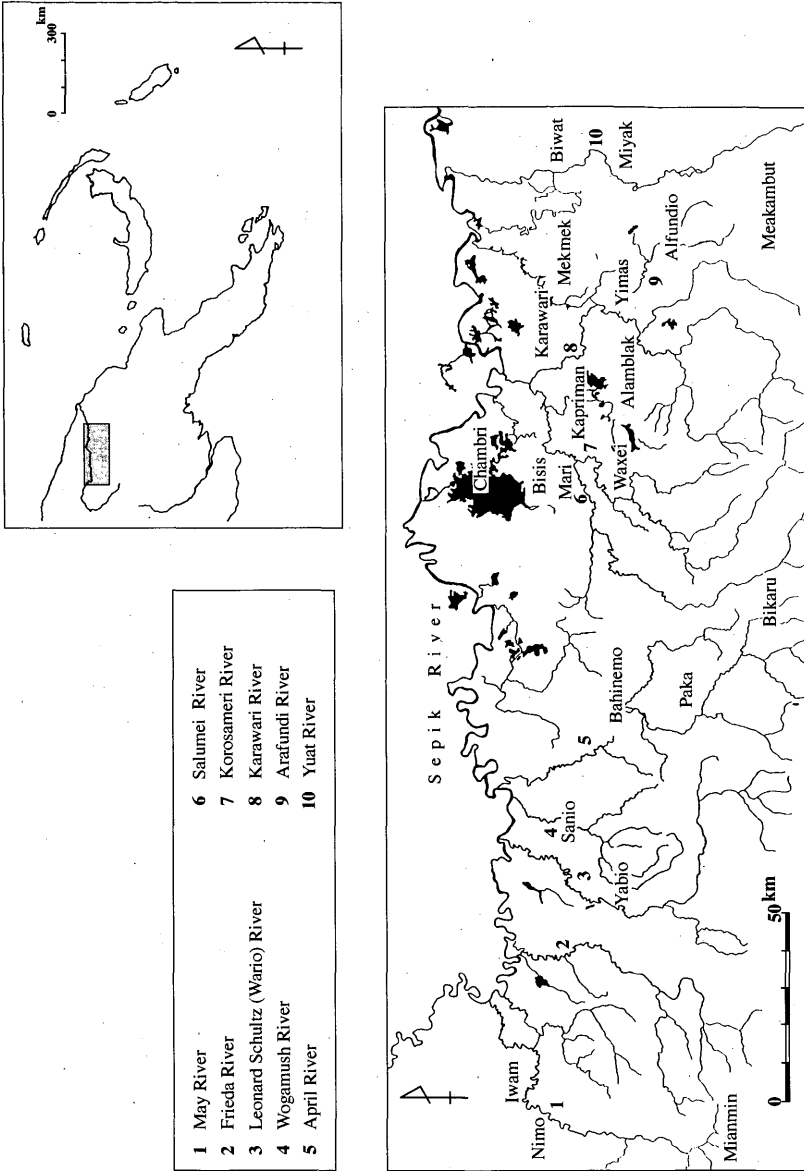 0 300 km
1 May River
2 Frieda River
3 Leonard Schultz (Wario) River
4 Wogamush River
5 April River
6 Salumei River
7 Korosameri River
8 Karawari River
9 Arafundi River
10 Yuat River
Sepik River
Chambri
Karawari
Biwat
10
Mekmek
Miyak
Bisis
Mari
6
7
Kapriman
8
Yimas
9
Alfundio
Waxei
Alamblak
Meakambut
Iwam
Nimo
1
2
3
4
Sanio
5
Bahinemo
Yabio
Paka
Bikaru
Mianmin
0 50 km